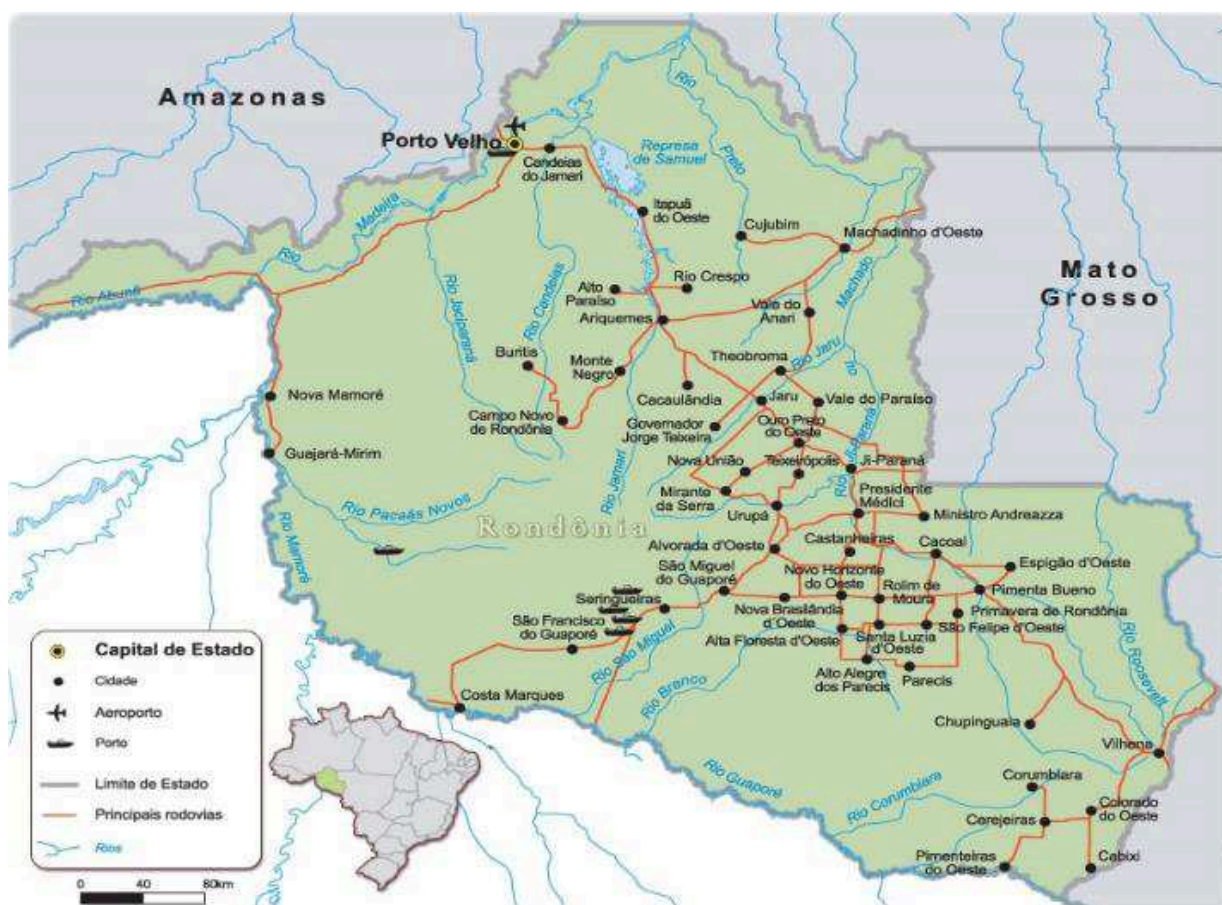 Amazonas
Porto Velho
Candeias
do Jamari
Represa
de Samuel
Rio
Preto
Rio
Madeira
Itapuã
do Oeste
Cujubim
Machadinho d'Oeste
Mato
Grosso
Rio Abunã
Rio Jaciparaná
Rio Candeias
Alto
Paraíso
Rio Crespo
Machado
Ariquemes
Vale do
Anari
Buritis
Monte
Negro
Theobroma
Rio Jaru
ou
Nova Mamoré
Cacaulândia
Jaru
Vale do Paraíso
Campo Novo
de Rondônia
Governador
Jorge Teixeira
Ouro Preto
do Oeste
Rio Ji-Paraná
Guajará-Mirim
Rio Jamari
Nova União
Teixeirópolis
Ji-Paraná
Mirante
da Serra
Presidente
Médici
Rio Pacaás Novos
Urupá
Ministro Andreazza
Rio Mamoré
Rondônia
Alvorada d'Oeste
Castanheiras
Cacoal
São Miguel
do Guaporé
Novo Horizonte
do Oeste
Espigão d'Oeste
Seringueiras
Rolim de
Moura
Pimenta Bueno
São Francisco
do Guaporé
Nova Brasilândia
d'Oeste
Primavera de Rondônia
Rio São Miguel
Alta Floresta d'Oeste
Santa Luzia
d'Oeste
São Felipe d'Oeste
Rio Roosevelt
Rio Branco
Alto Alegre
dos Parecis
Parecis
Costa Marques
Chupinguaia
Vilhena
Rio Guaporé
Rio Corumbiara
Corumbiara
Colorado
do Oeste
Cerejeiras
Pimenteiras
do Oeste
Cabixi
Capital de Estado
Cidade
Aeroporto
Porto
Limite de Estado
Principais rodovias
Rios
0 40 80km